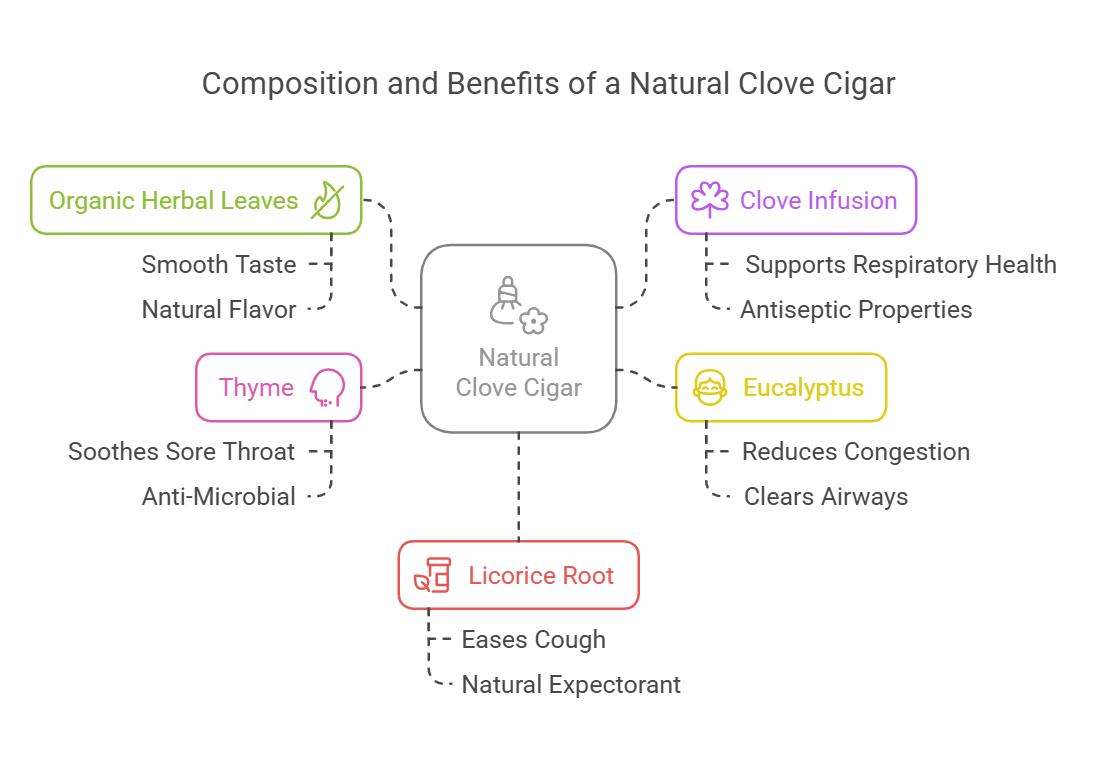 Composition and Benefits of a Natural Clove Cigar
Organic Herbal Leaves
Smooth Taste
Natural Flavor
Clove Infusion
Supports Respiratory Health
Antiseptic Properties
Natural
Clove Cigar
Thyme
Soothes Sore Throat
Anti-Microbial
Eucalyptus
Reduces Congestion
Clears Airways
Licorice Root
Eases Cough
Natural Expectorant